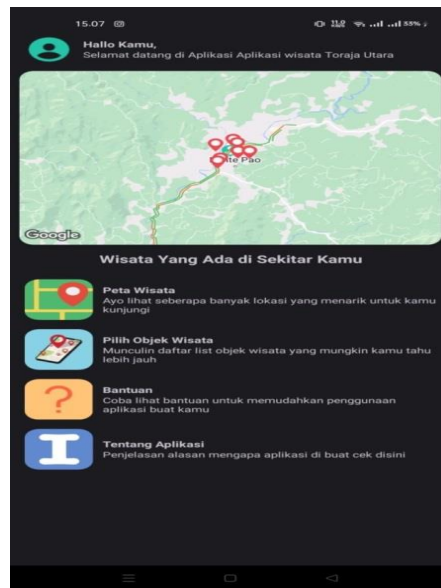 15.07
55%
Hallo Kamu,
Selamat datang di Aplikasi Aplikasi wisata Toraja Utara
te Pao
Google
Wisata Yang Ada di Sekitar Kamu
Peta Wisata
Ayo lihat seberapa banyak lokasi yang menarik untuk kamu
kunjungi
Pilih Objek Wisata
Munculin daftar list objek wisata yang mungkin kamu tahu
lebih jauh
Bantuan
?
Coba lihat bantuan untuk memudahkan penggunaan
aplikasi buat kamu
I
Tentang Aplikasi
Penjelasan alasan mengapa aplikasi di buat cek disini